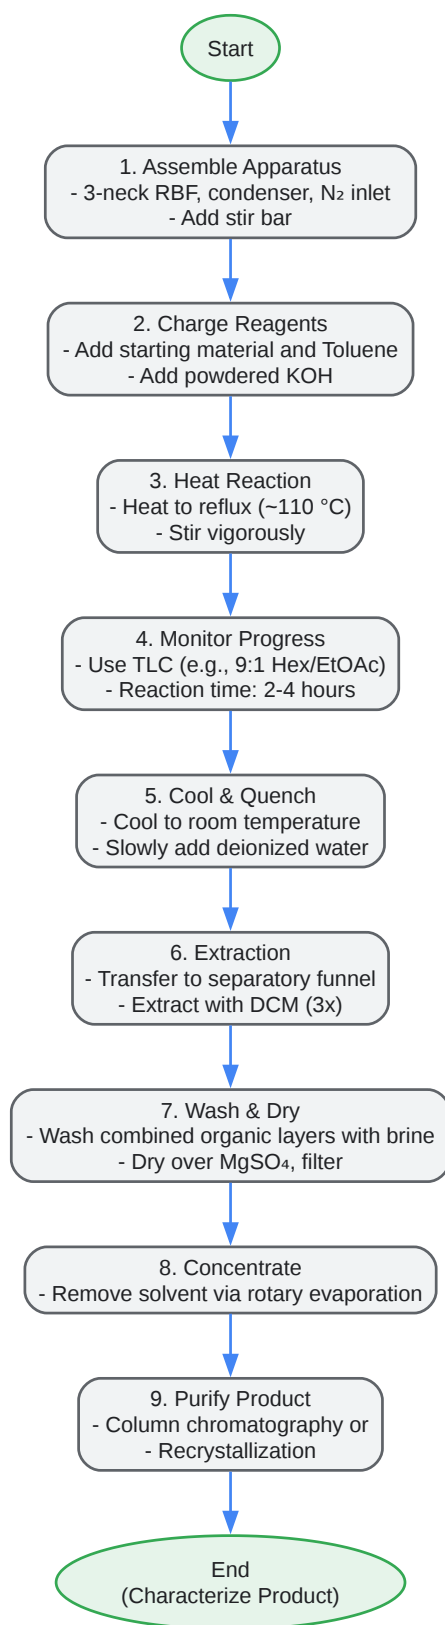 Start
1. Assemble Apparatus
- 3-neck RBF, condenser, N₂ inlet
- Add stir bar
2. Charge Reagents
- Add starting material and Toluene
- Add powdered KOH
3. Heat Reaction
- Heat to reflux (~110 °C)
- Stir vigorously
4. Monitor Progress
- Use TLC (e.g., 9:1 Hex/EtOAc)
- Reaction time: 2-4 hours
5. Cool & Quench
- Cool to room temperature
- Slowly add deionized water
6. Extraction
- Transfer to separatory funnel
- Extract with DCM (3x)
7. Wash & Dry
- Wash combined organic layers with brine
- Dry over MgSO₄, filter
8. Concentrate
- Remove solvent via rotary evaporation
9. Purify Product
- Column chromatography or
- Recrystallization
End
(Characterize Product)